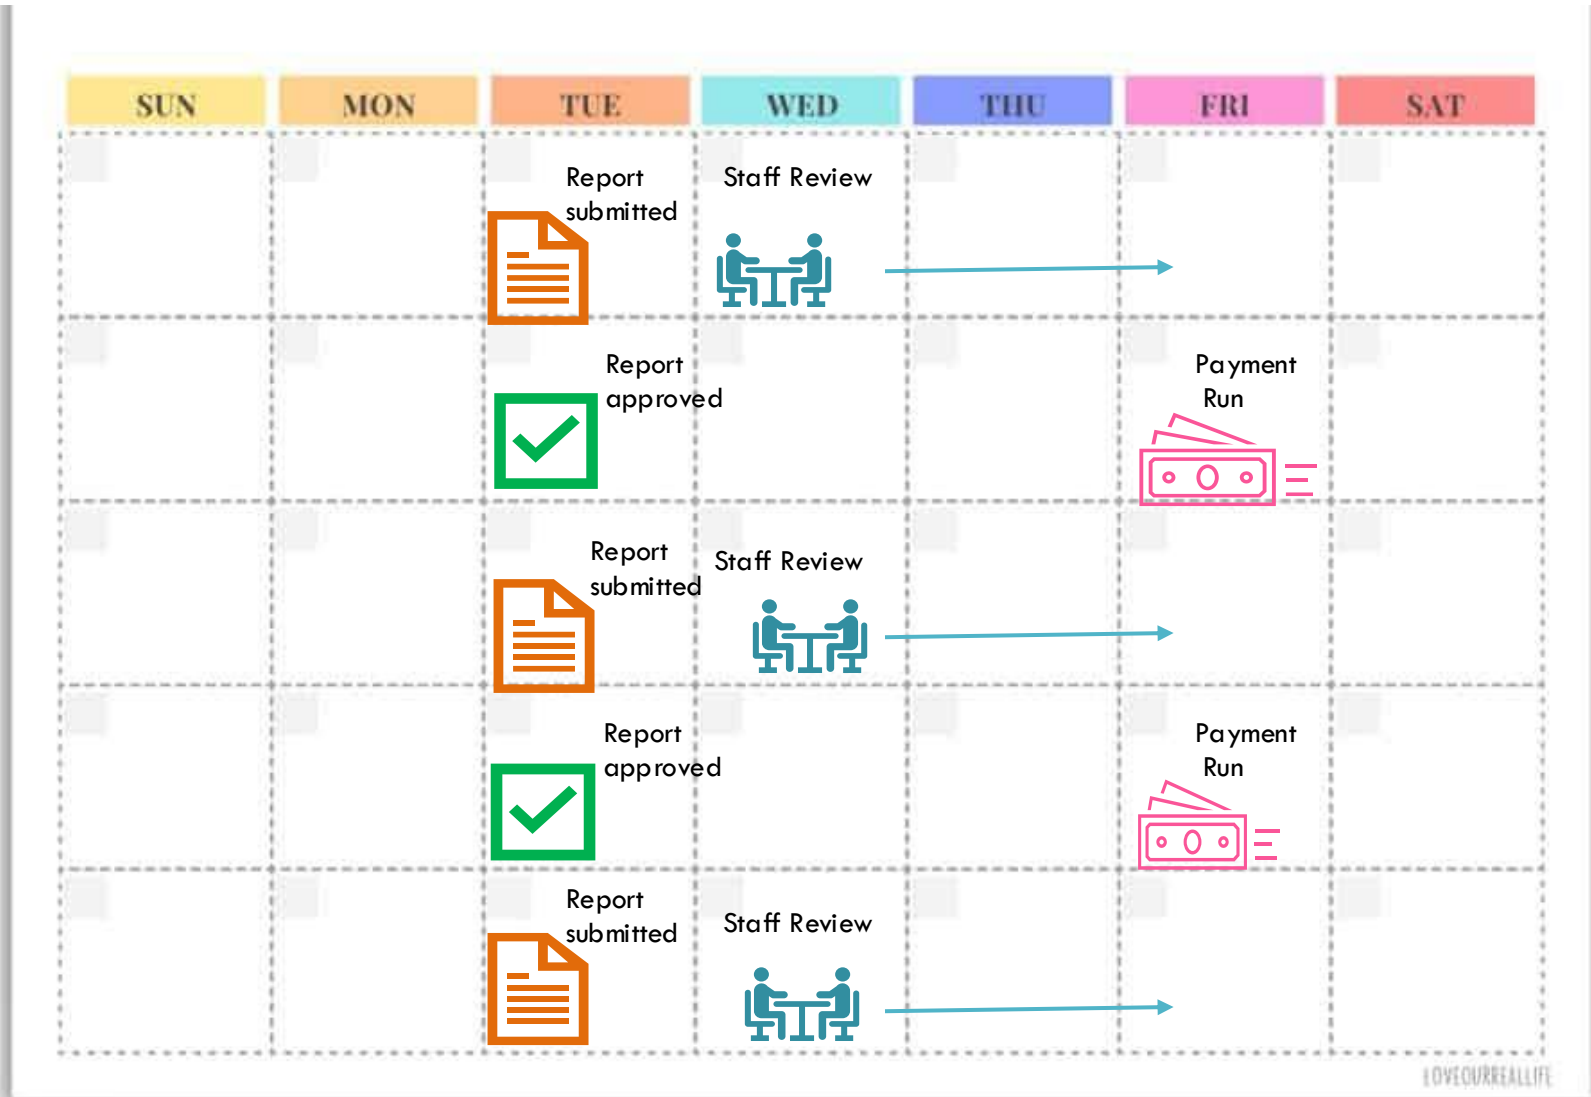 SUN MON TUE WED THU FRI SAT
Report
submitted
Staff Review
Report
approved
Payment
Run
Report
submitted
Staff Review
Report
approved
Payment
Run
Report
submitted
Staff Review
LOVEOURREALLIFE